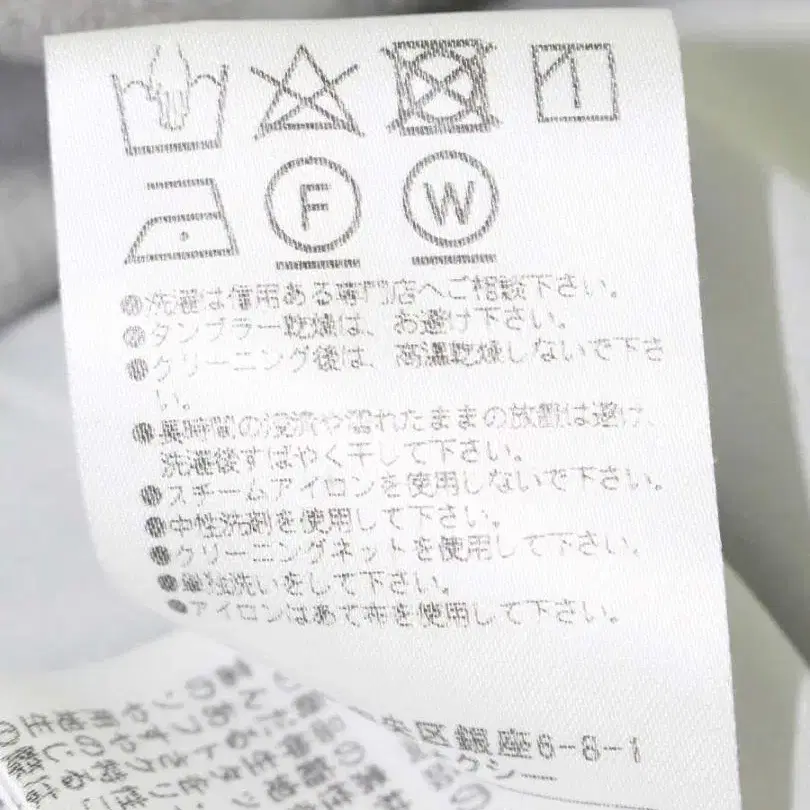 F
W
●洗濯は信用ある専門店へご相談下さい。
●タンブラー乾燥は、お避け下さい。
●クリーニング後は、高温乾燥しないで下さ
い。
●長時間の浸漬や濡れたままの放置は避け、
洗濯後すばやく干して下さい。
●スチームアイロンを使用しないで下さい。
●中性洗剤を使用して下さい。
●クリーニングネットを使用して下さい。
●単独洗いをして下さい。
●アイロンはあて布を使用して下さい。
央区銀座6-8-1